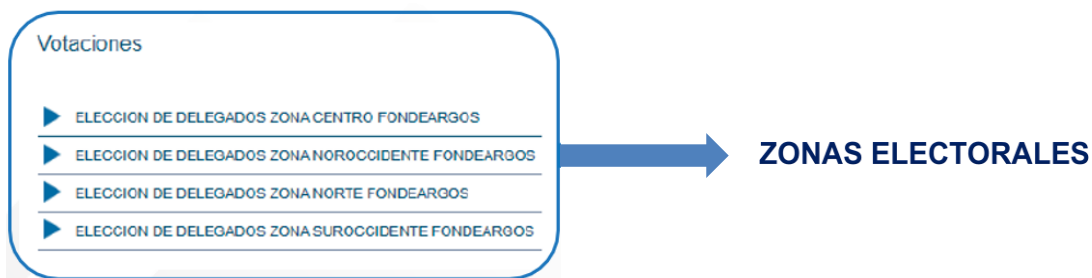 Votaciones
ELECCION DE DELEGADOS ZONA CENTRO FONDEARGOS
ELECCION DE DELEGADOS ZONA NOROCCIDENTE FONDEARGOS
ZONAS ELECTORALES
ELECCION DE DELEGADOS ZONA NORTE FONDEARGOS
ELECCION DE DELEGADOS ZONA SUROCCIDENTE FONDEARGOS